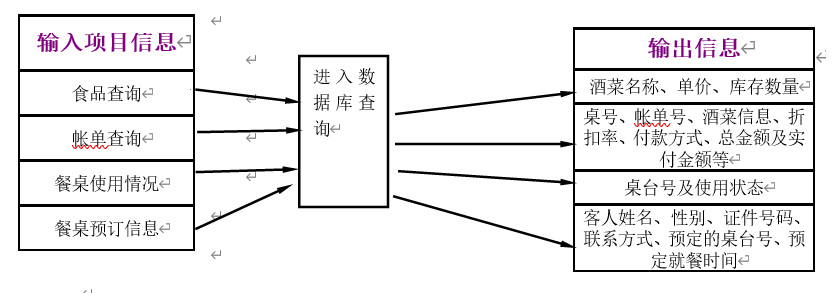 输入项目信息
食品查询
帐单查询
餐桌使用情况
餐桌预订信息
进入数
据库查
询
输出信息
酒菜名称、单价、库存数量
桌号、帐单号、酒菜信息、折
扣率、付款方式、总金额及实
付金额等
桌台号及使用状态
客人姓名、性别、证件号码、
联系方式、预定的桌台号、预
定就餐时间